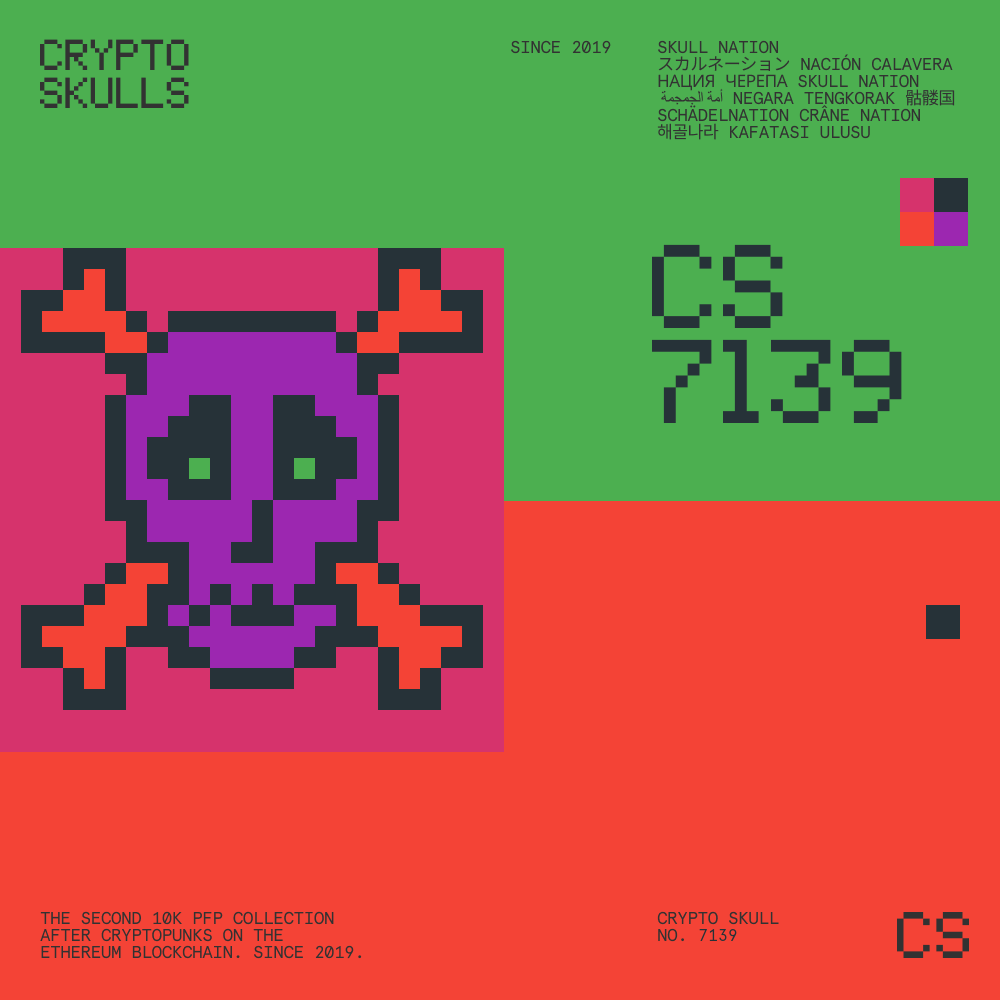 CRYPTO
SKULLS
SINCE 2019
SKULL NATION
スカルネーション NACIÓN CALAVERA
НАЦИЯ ЧЕРЕПА SKULL NATION
أمة الجمجمة NEGARA TENGKORAK 骷髅国
SCHÄDELNATION CRÂNE NATION
해골나라 KAFATASI ULUSU
CS
7139
THE SECOND 10K PFP COLLECTION
AFTER CRYPTOPUNKS ON THE
ETHEREUM BLOCKCHAIN. SINCE 2019.
CRYPTO SKULL
NO. 7139
CS